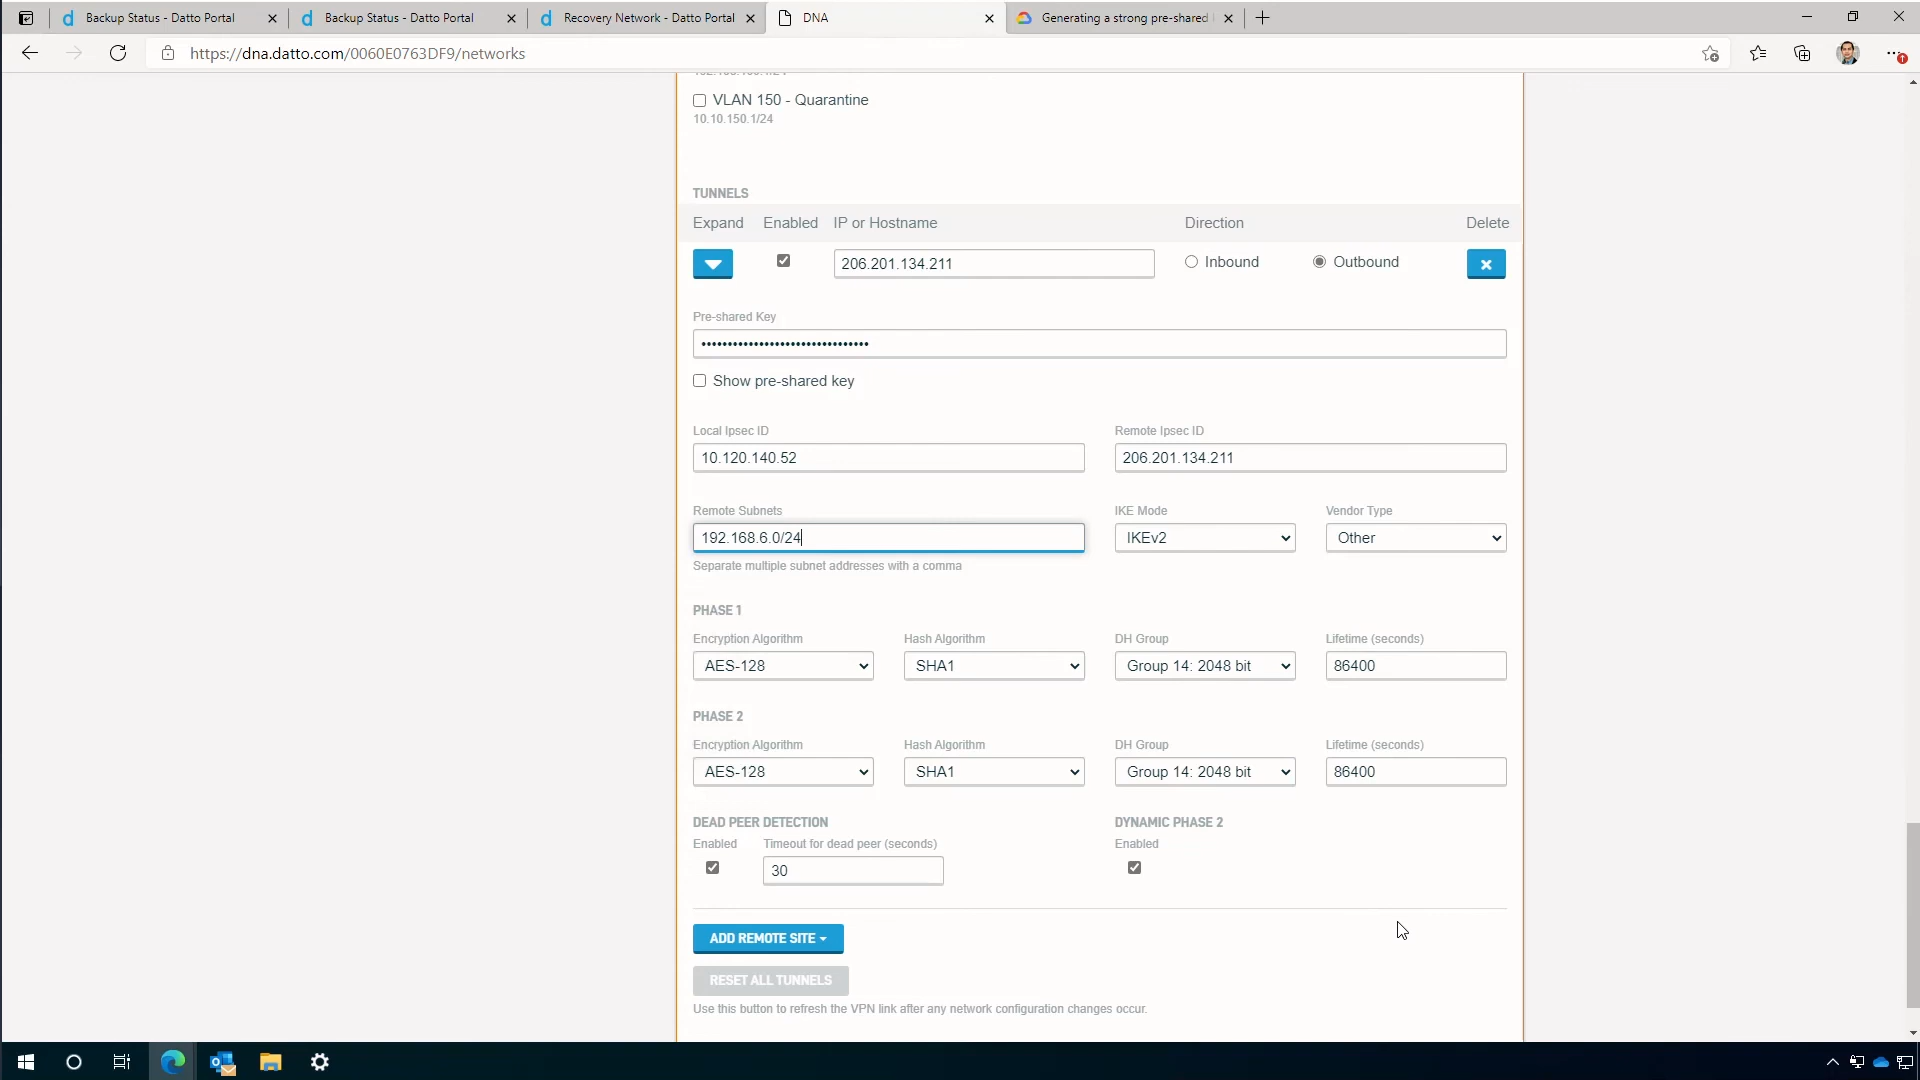 Backup Status - Datto Portal
Backup Status - Datto Portal
Recovery Network - Datto Portal
DNA
Generating a strong pre-shared
https://dna.datto.com/0060E0763DF9/networks
VLAN 150 - Quarantine
10.10.150.1/24
TUNNELS
Expand Enabled IP or Hostname Direction Delete
206.201.134.211 Inbound Outbound
Pre-shared Key
••••••••••••••••••••••••••••••••
Show pre-shared key
Local Ipsec ID Remote Ipsec ID
10.120.140.52 206.201.134.211
Remote Subnets IKE Mode Vendor Type
192.168.6.0/24 IKEv2 Other
Separate multiple subnet addresses with a comma
PHASE 1
Encryption Algorithm Hash Algorithm DH Group Lifetime (seconds)
AES-128 SHA1 Group 14: 2048 bit 86400
PHASE 2
Encryption Algorithm Hash Algorithm DH Group Lifetime (seconds)
AES-128 SHA1 Group 14: 2048 bit 86400
DEAD PEER DETECTION DYNAMIC PHASE 2
Enabled Timeout for dead peer (seconds) Enabled
30
ADD REMOTE SITE
RESET ALL TUNNELS
Use this button to refresh the VPN link after any network configuration changes occur.